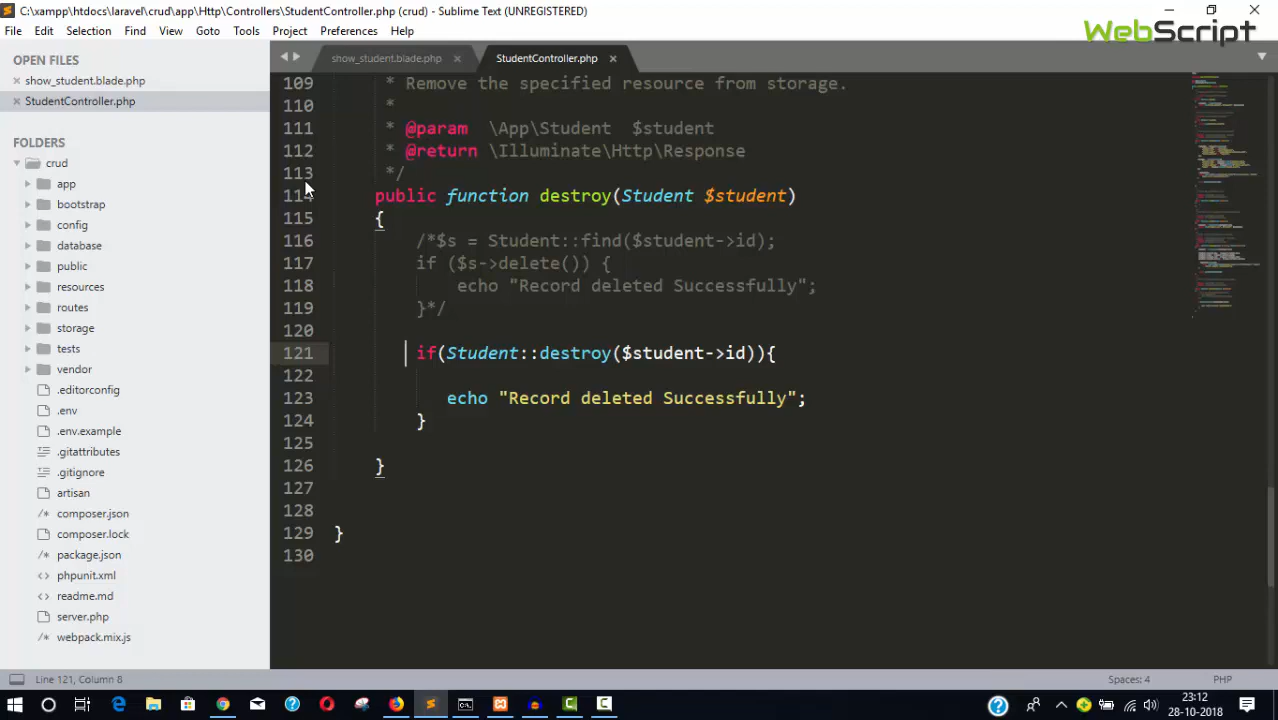 C:\xampp\htdocs\laravel\crud\app\Http\Controllers\StudentController.php (crud) - Sublime Text (UNREGISTERED)
File Edit Selection Find View Goto Tools Project Preferences Help
WebScript
OPEN FILES
show_student.blade.php
StudentController.php
FOLDERS
crud
app
bootstrap
config
database
public
resources
routes
storage
tests
vendor
.editorconfig
.env
.env.example
.gitattributes
.gitignore
artisan
composer.json
composer.lock
package.json
phpunit.xml
readme.md
server.php
webpack.mix.js
show_student.blade.php StudentController.php
109 * Remove the specified resource from storage.
110 *
111 * @param \App\Student $student
112 * @return \Illuminate\Http\Response
113 */
114 public function destroy(Student $student)
115 {
116 /*$s = Student::find($student->id);
117 if ($s->delete()) {
118 echo "Record deleted Successfully";
119 }*/
120
121 if(Student::destroy($student->id)){
122
123 echo "Record deleted Successfully";
124 }
125
126 }
127
128
129 }
130
Line 121, Column 8
Spaces: 4 PHP
23:12
28-10-2018